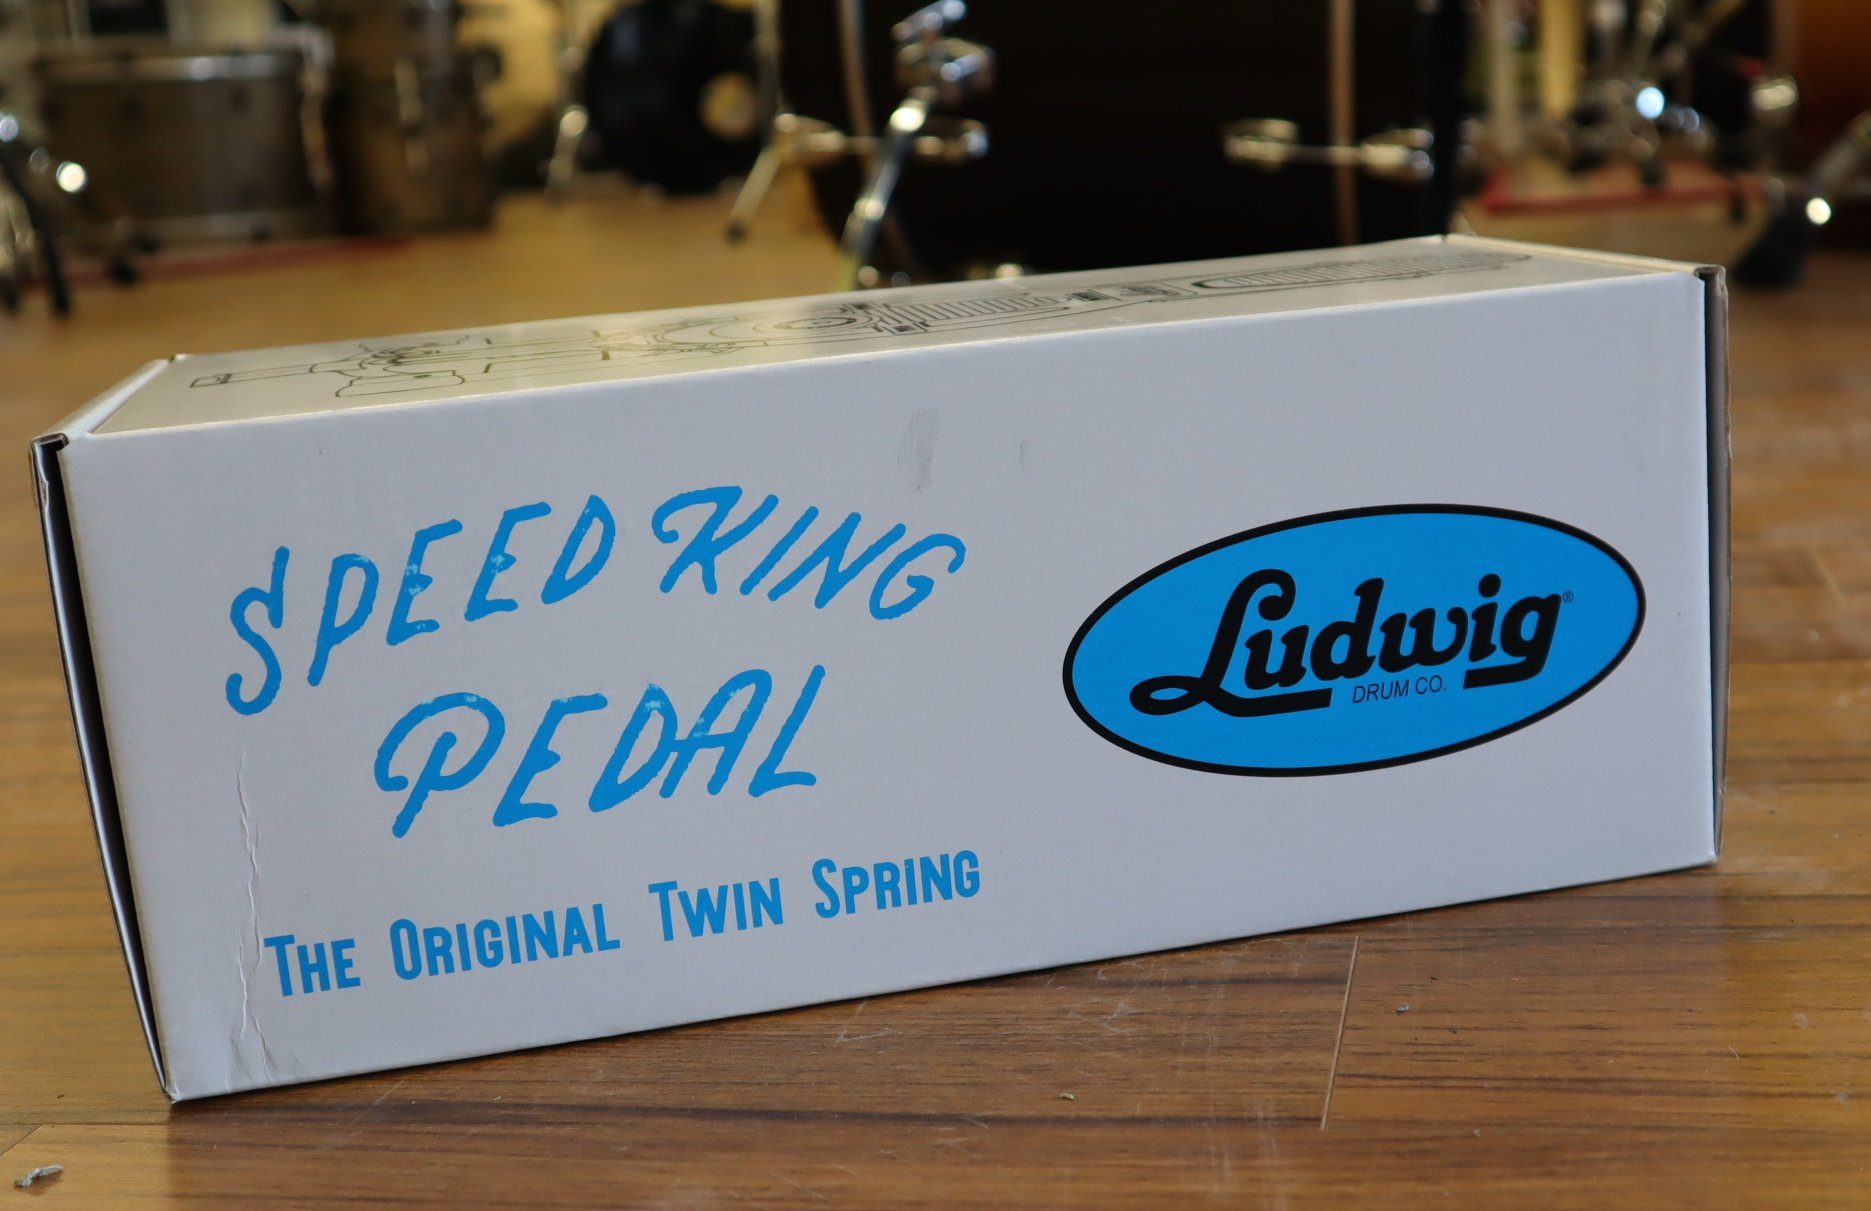 SPEED KING
PEDAL
THE ORIGINAL TWIN SPRING
Ludwig®
DRUM CO.